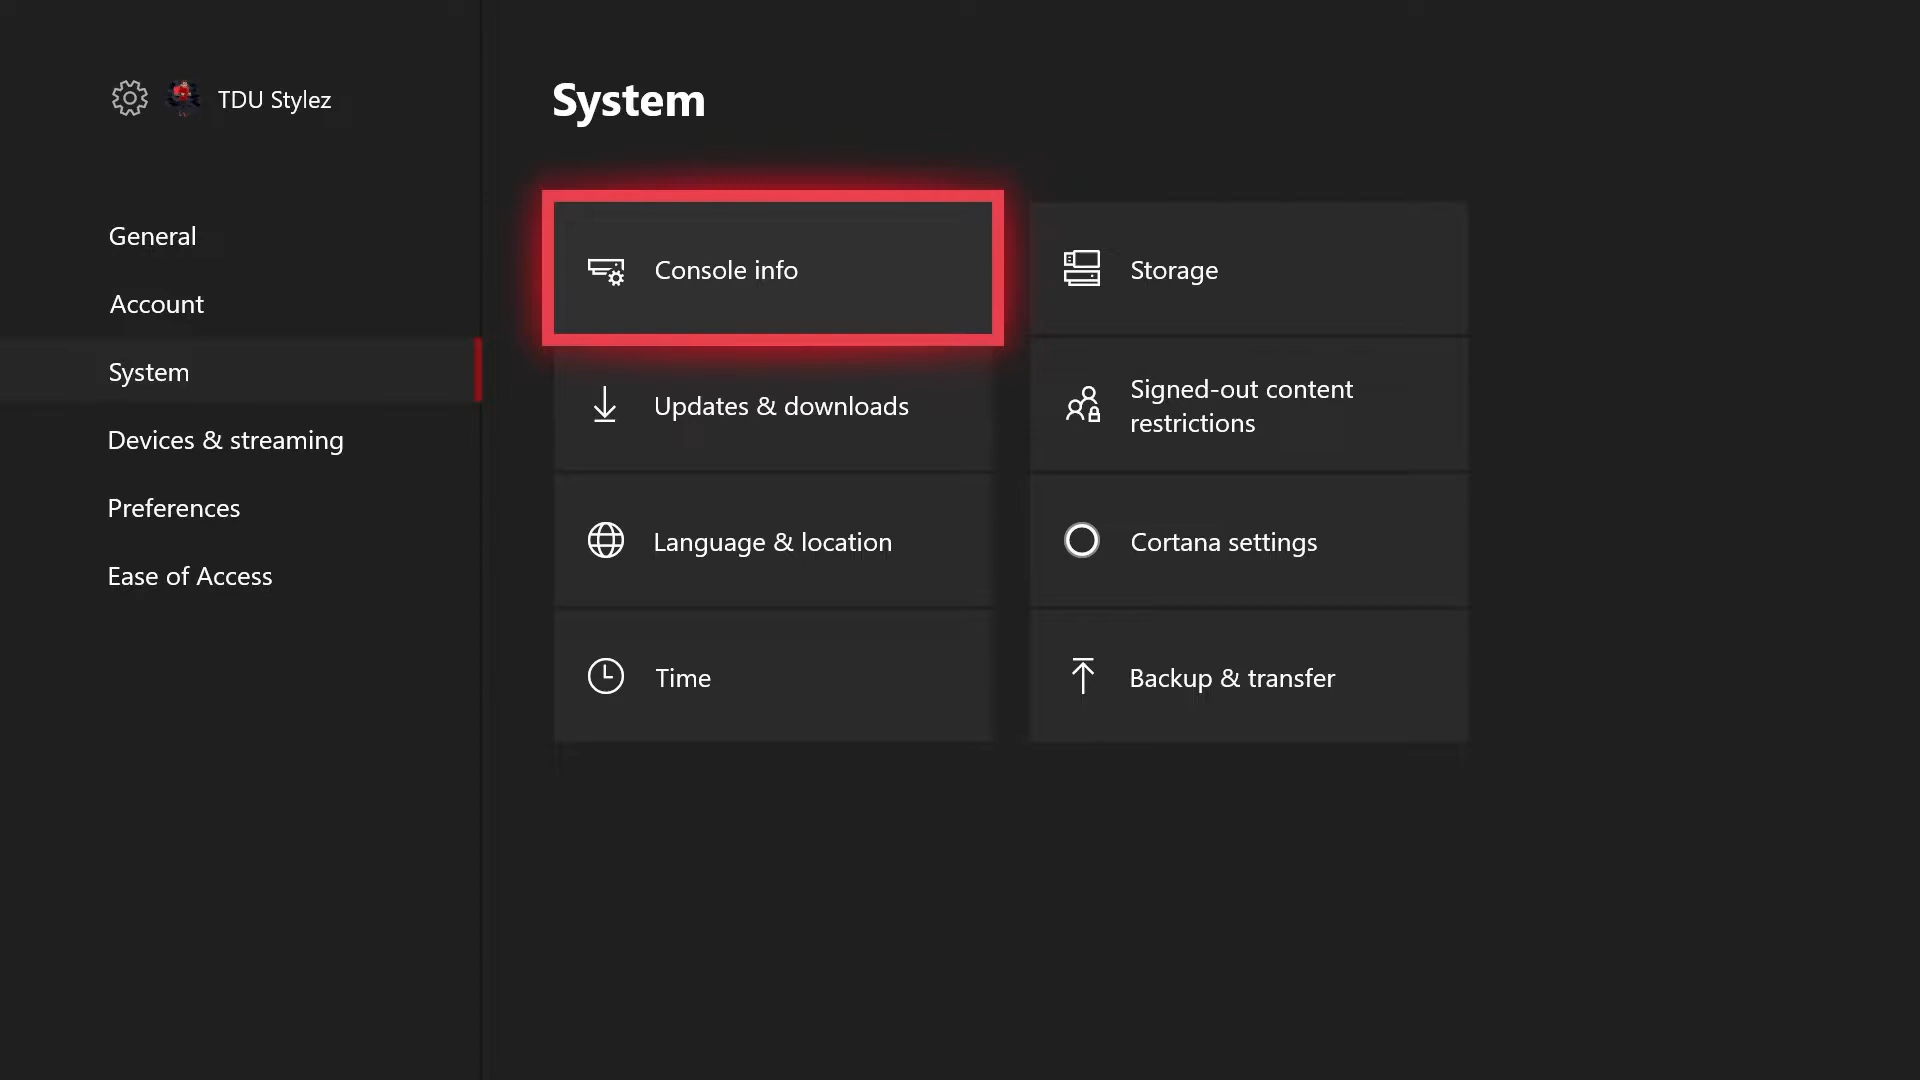 TDU Stylez
General
Account
System
Devices & streaming
Preferences
Ease of Access
System
Console info
Storage
Updates & downloads
Signed-out content
restrictions
Language & location
Cortana settings
Time
Backup & transfer